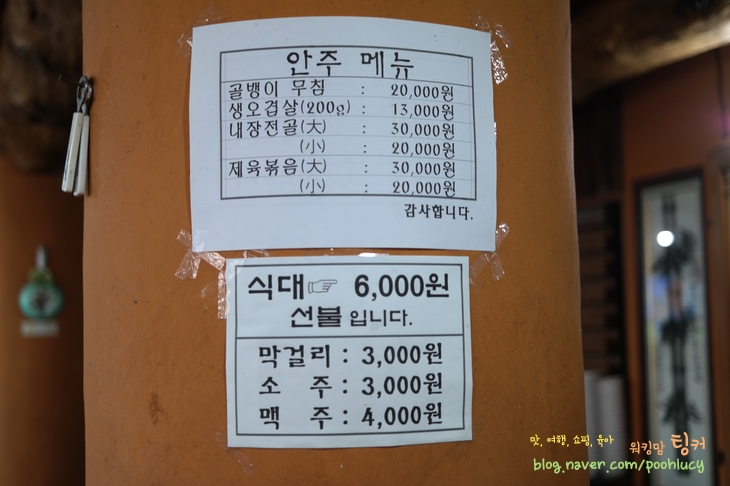 안주 메뉴
골뱅이 무침 : 20,000원
생오겹살(200g) : 13,000원
내장전골(大) : 30,000원
(小) : 20,000원
제육볶음(大) : 30,000원
(小) : 20,000원
감사합니다.
식대☞ 6,000원
선불 입니다.
막걸리 : 3,000원
소 주 : 3,000원
맥 주 : 4,000원
맛, 여행, 쇼핑, 육아 워킹맘 팅커
blog.naver.com/poohlucy